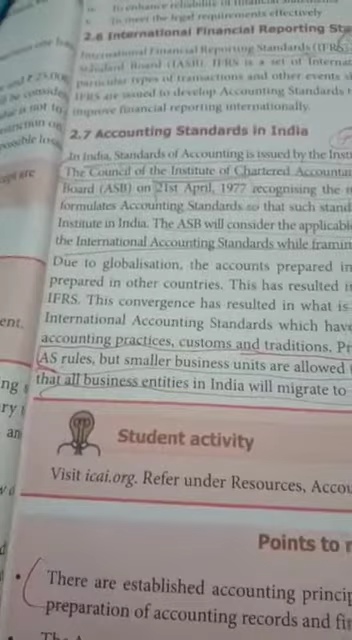 v. To enhance reliability of financial statements
x. To meet the legal requirements effectively
2.6 International Financial Reporting Sta
International Financial Reporting Standards (IFRS)
Standard Board (IASB). IFRS is a set of Internat
particular types of transactions and other events s
IFRS are issued to develop Accounting Standards
improve financial reporting internationally.
2.7 Accounting Standards in India
In India, Standards of Accounting is issued by the Insti
The Council of the Institute of Chartered Accountan
Board (ASB) on 21st April, 1977 recognising the
formulates Accounting Standards so that such stand
Institute in India. The ASB will consider the applicable
the International Accounting Standards while framin
Due to globalisation, the accounts prepared in
prepared in other countries. This has resulted i
IFRS. This convergence has resulted in what is
International Accounting Standards which have
accounting practices, customs and traditions. Pr
AS rules, but smaller business units are allowed
that all business entities in India will migrate to
Student activity
Visit icai.org. Refer under Resources, Accou
Points to r
• There are established accounting princip
preparation of accounting records and fi